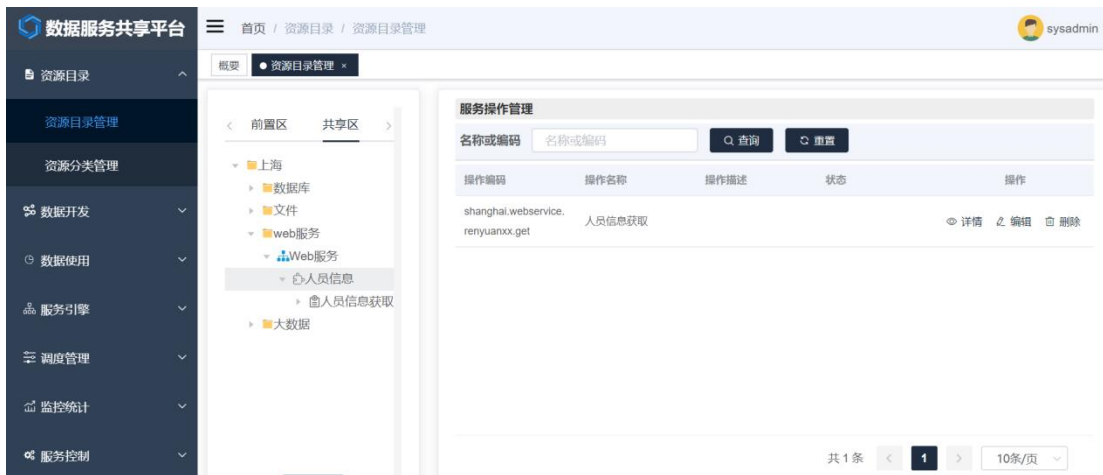 数据服务共享平台
首页 / 资源目录 / 资源目录管理
sysadmin
资源目录
资源目录管理
资源分类管理
数据开发
数据使用
服务引擎
调度管理
监控统计
服务控制
概要
资源目录管理 ×
前置区 共享区
上海
数据库
文件
web服务
Web服务
人员信息
人员信息获取
大数据
服务操作管理
名称或编码 名称或编码 查询 重置
操作编码 操作名称 操作描述 状态 操作
shanghai.webservice.
renyuanxx.get
人员信息获取
详情 编辑 删除
共 1 条 < 1 > 10条/页